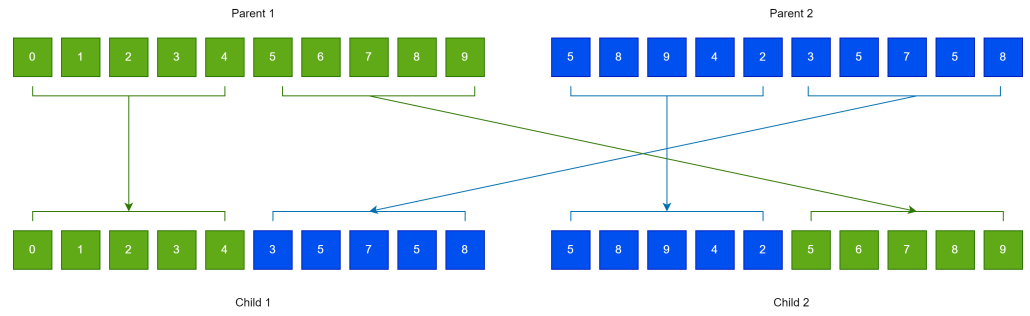 Parent 1 Parent 2
0 1 2 3 4 5 6 7 8 9 5 8 9 4 2 3 5 7 5 8
0 1 2 3 4 3 5 7 5 8 5 8 9 4 2 5 6 7 8 9
Child 1 Child 2